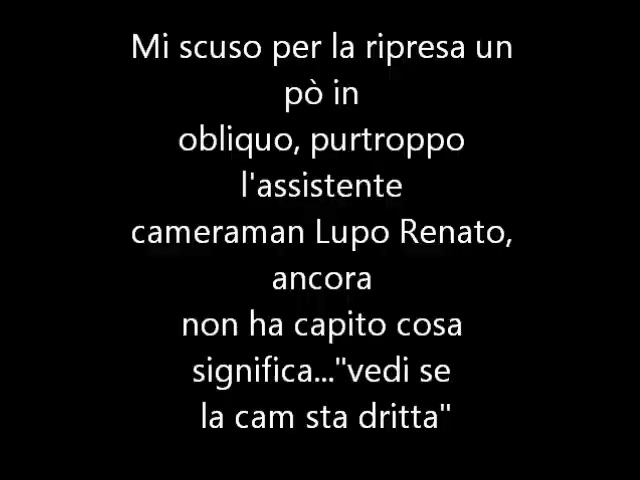 Mi scuso per la ripresa un
pò in
obliquo, purtroppo
l'assistente
cameraman Lupo Renato,
ancora
non ha capito cosa
significa..."vedi se
la cam sta dritta"